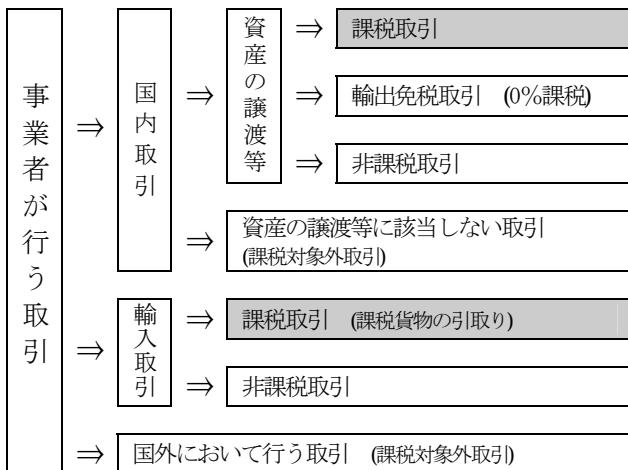 事業者が行う取引
⇒
国内取引
⇒
資産の譲渡等
⇒ 課税取引
⇒ 輸出免税取引 (0%課税)
⇒ 非課税取引
⇒ 資産の譲渡等に該当しない取引
(課税対象外取引)
⇒
輸入取引
⇒ 課税取引 (課税貨物の引取り)
⇒ 非課税取引
⇒ 国外において行う取引 (課税対象外取引)